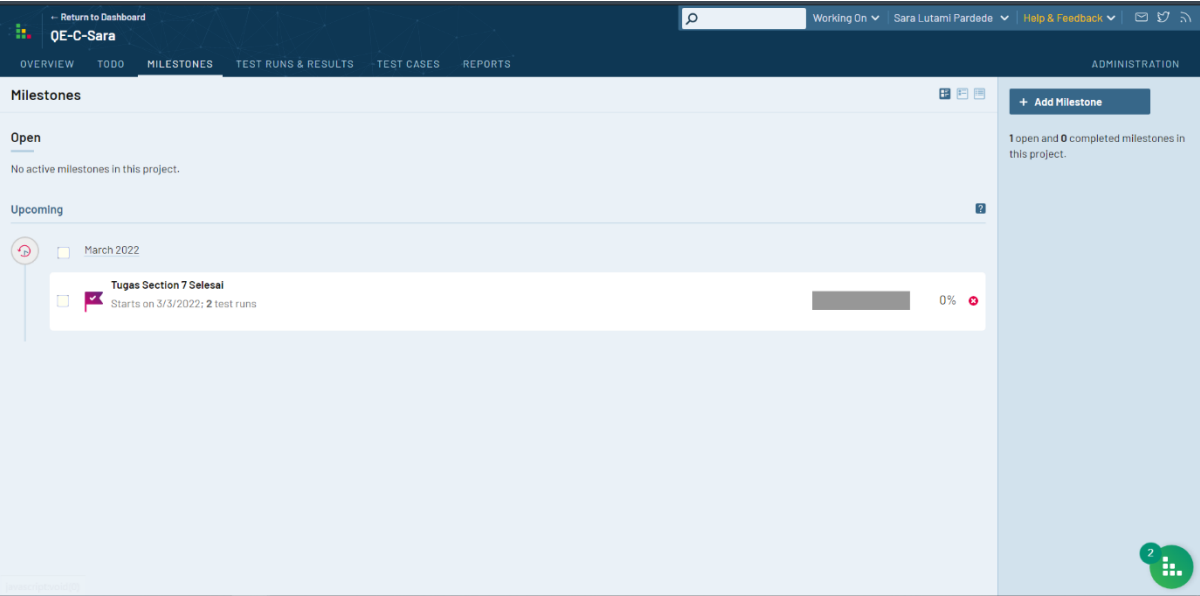 ← Return to Dashboard
QE-C-Sara
Working On
Sara Lutami Pardede
Help & Feedback
OVERVIEW
TODO
MILESTONES
TEST RUNS & RESULTS
TEST CASES
REPORTS
ADMINISTRATION
Milestones
+ Add Milestone
1 open and 0 completed milestones in
this project.
Open
No active milestones in this project.
Upcoming
?
March 2022
Tugas Section 7 Selesai
Starts on 3/3/2022; 2 test runs
0%
2